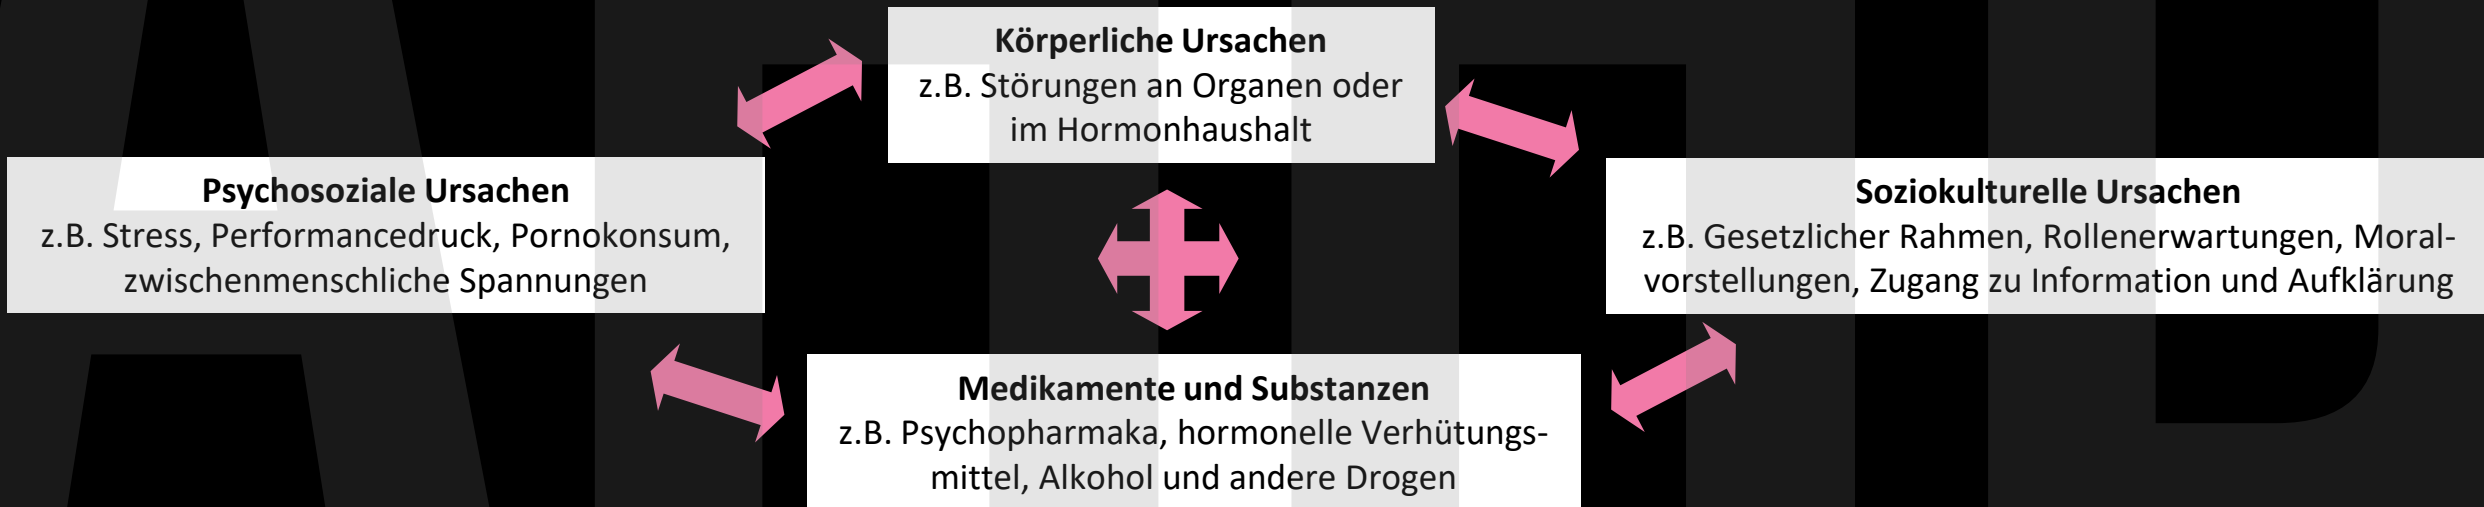 Körperliche Ursachen
z.B. Störungen an Organen oder
im Hormonhaushalt
Psychosoziale Ursachen
z.B. Stress, Performancedruck, Pornokonsum,
zwischenmenschliche Spannungen
Soziokulturelle Ursachen
z.B. Gesetzlicher Rahmen, Rollenerwartungen, Moral-
vorstellungen, Zugang zu Information und Aufklärung
Medikamente und Substanzen
z.B. Psychopharmaka, hormonelle Verhütungs-
mittel, Alkohol und andere Drogen